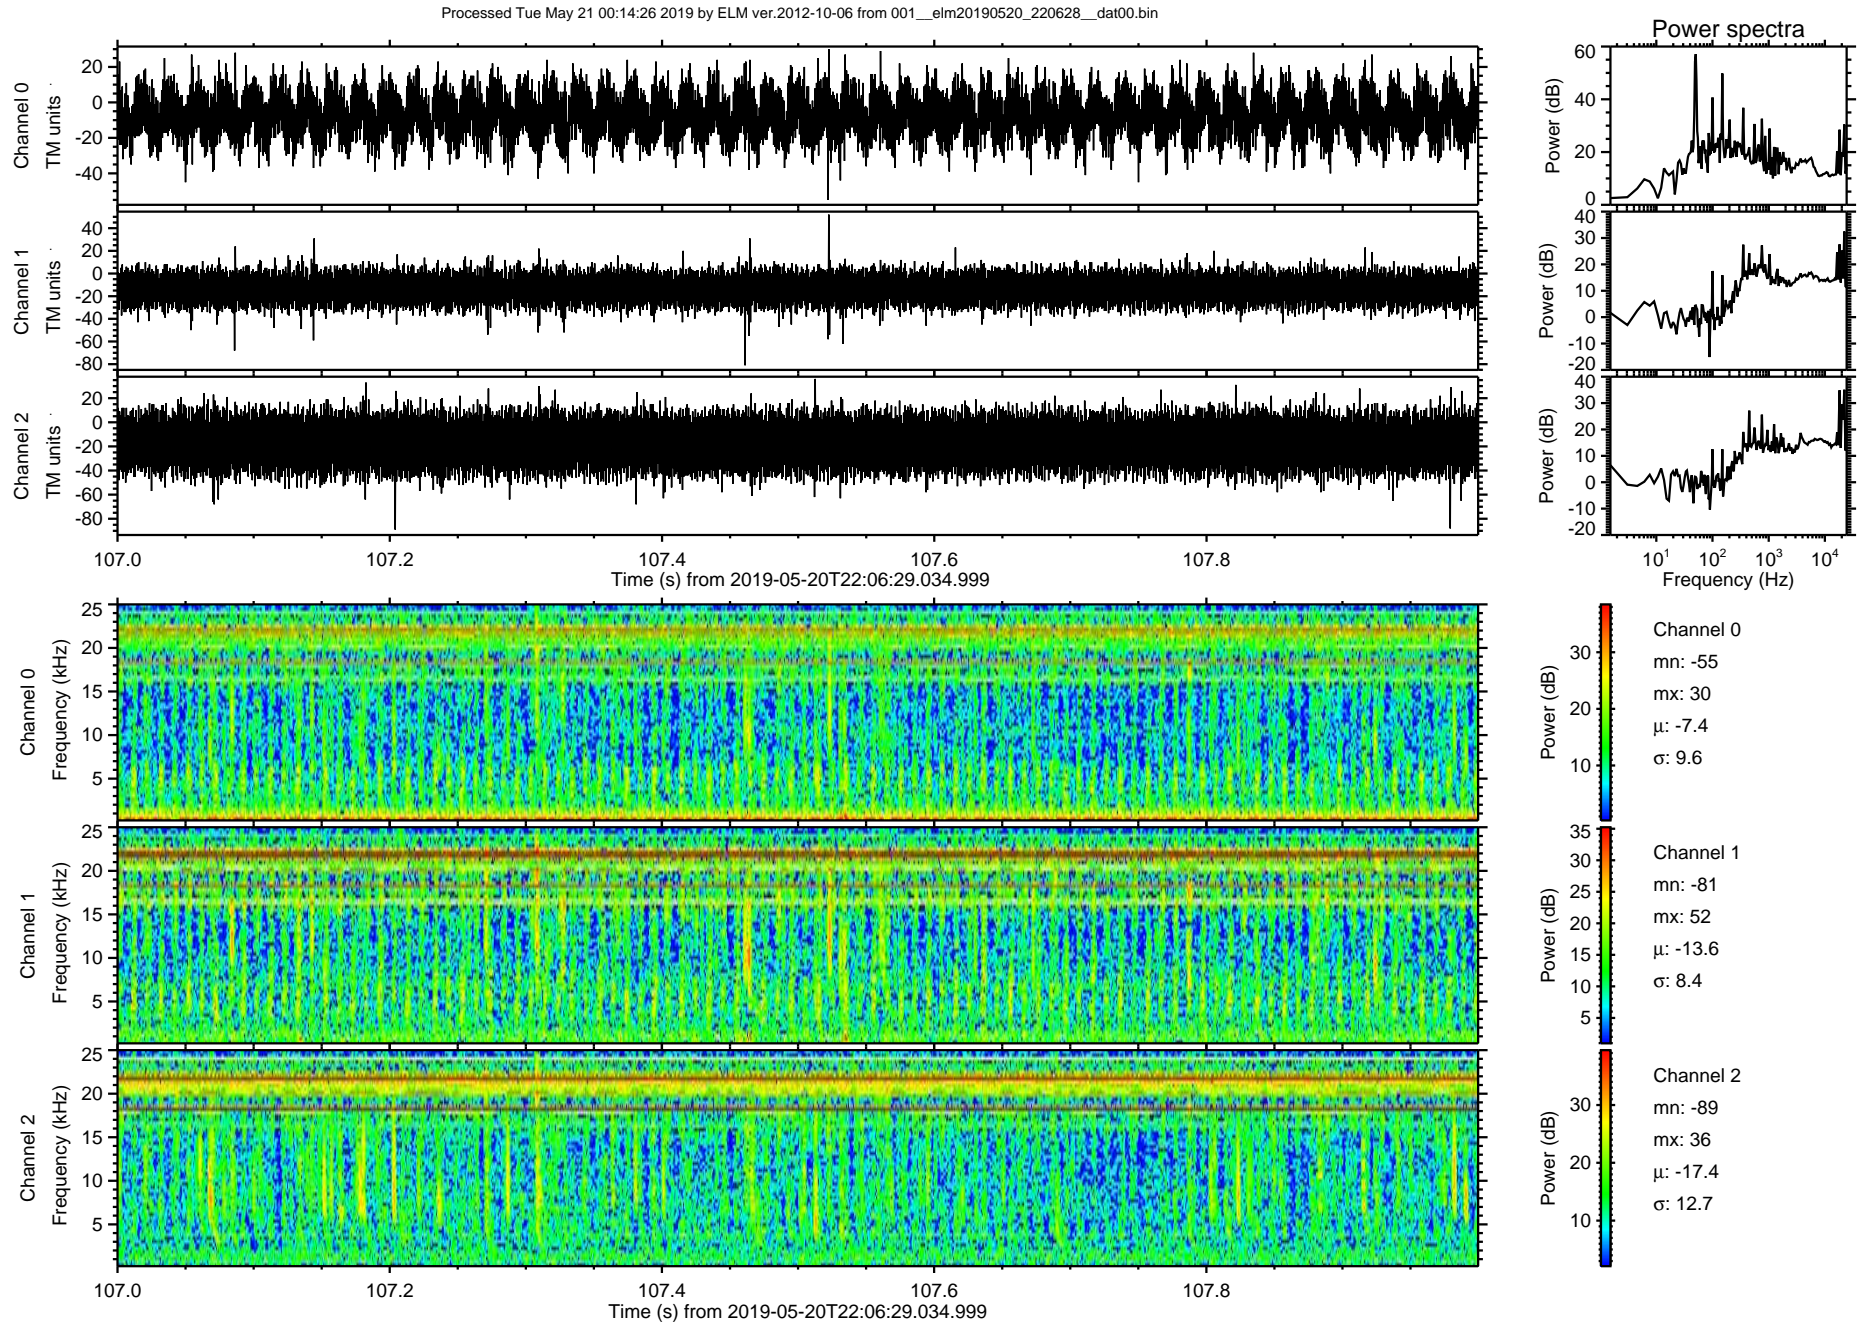 Processed Tue May 21 00:14:26 2019 by ELM ver.2012-10-06 from 001__elm20190520_220628__dat00.bin
Power spectra
Channel 0
TM units
20
0
-20
-40
Power (dB)
60
40
20
0
Channel 1
TM units
40
20
0
-20
-40
-60
-80
Power (dB)
40
30
20
10
0
-10
-20
Channel 2
TM units
20
0
-20
-40
-60
-80
Power (dB)
40
30
20
10
0
-10
-20
107.0 107.2 107.4 107.6 107.8
Time (s) from 2019-05-20T22:06:29.034.999
10^1 10^2 10^3 10^4
Frequency (Hz)
Channel 0
Frequency (kHz)
25
20
15
10
5
Power (dB)
30
20
10
Channel 0
mn: -55
mx: 30
μ: -7.4
σ: 9.6
Channel 1
Frequency (kHz)
25
20
15
10
5
Power (dB)
35
30
25
20
15
10
5
Channel 1
mn: -81
mx: 52
μ: -13.6
σ: 8.4
Channel 2
Frequency (kHz)
25
20
15
10
5
Power (dB)
30
20
10
Channel 2
mn: -89
mx: 36
μ: -17.4
σ: 12.7
107.0 107.2 107.4 107.6 107.8
Time (s) from 2019-05-20T22:06:29.034.999